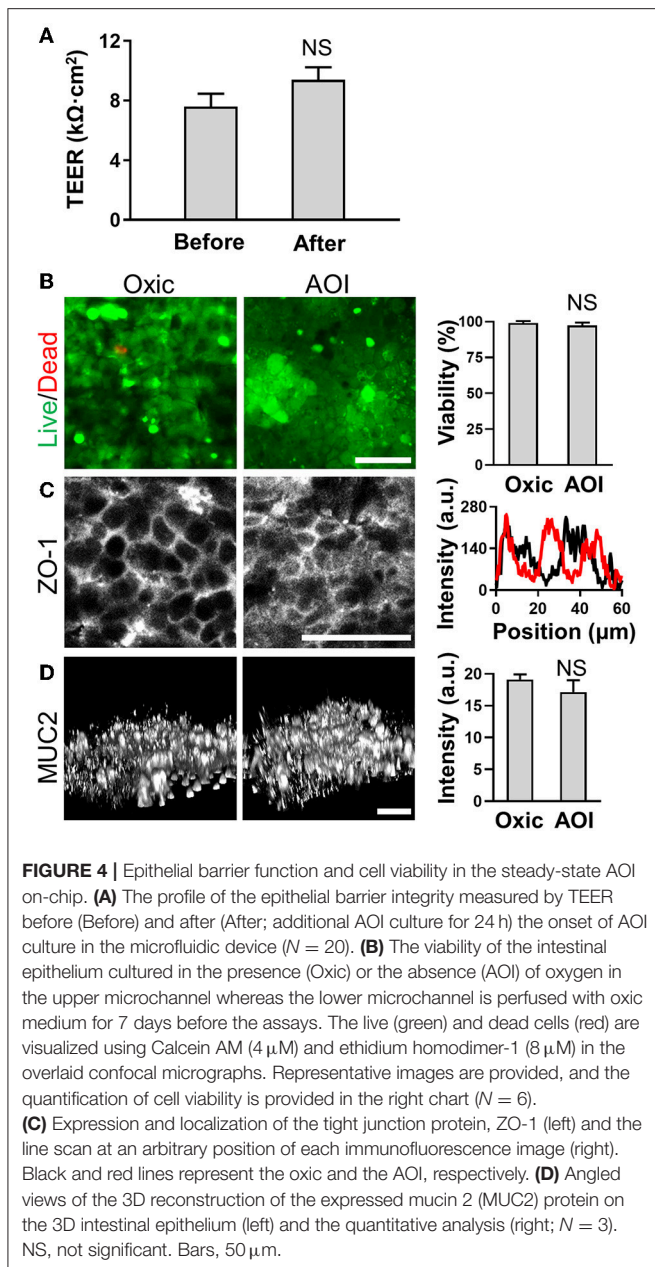 A
TEER (kΩ·cm²)
12
8
4
0
NS
Before After
B
Oxic AOI
Live/Dead
Viability (%)
100
75
50
25
0
NS
Oxic AOI
C
ZO-1
Intensity (a.u.)
280
140
0
0 20 40 60
Position (µm)
D
MUC2
Intensity (a.u.)
20
15
10
5
0
NS
Oxic AOI
FIGURE 4 | Epithelial barrier function and cell viability in the steady-state AOI
on-chip. (A) The profile of the epithelial barrier integrity measured by TEER
before (Before) and after (After; additional AOI culture for 24 h) the onset of AOI
culture in the microfluidic device (N = 20). (B) The viability of the intestinal
epithelium cultured in the presence (Oxic) or the absence (AOI) of oxygen in
the upper microchannel whereas the lower microchannel is perfused with oxic
medium for 7 days before the assays. The live (green) and dead cells (red) are
visualized using Calcein AM (4 µM) and ethidium homodimer-1 (8 µM) in the
overlaid confocal micrographs. Representative images are provided, and the
quantification of cell viability is provided in the right chart (N = 6).
(C) Expression and localization of the tight junction protein, ZO-1 (left) and the
line scan at an arbitrary position of each immunofluorescence image (right).
Black and red lines represent the oxic and the AOI, respectively. (D) Angled
views of the 3D reconstruction of the expressed mucin 2 (MUC2) protein on
the 3D intestinal epithelium (left) and the quantitative analysis (right; N = 3).
NS, not significant. Bars, 50 µm.